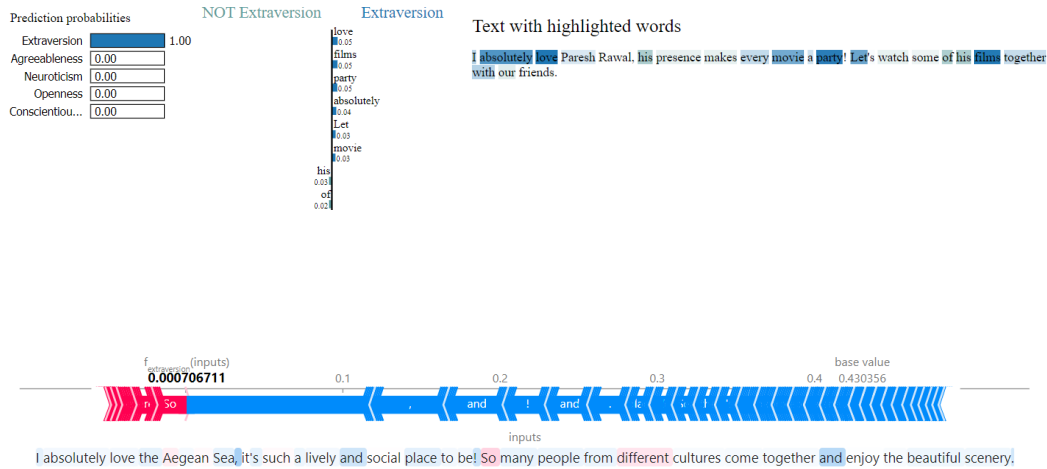 Prediction probabilities
Extraversion 1.00
Agreeableness 0.00
Neuroticism 0.00
Openness 0.00
Conscientiou... 0.00
NOT Extraversion Extraversion
love
0.05
films
0.05
party
0.05
absolutely
0.04
Let
0.03
movie
0.03
his
0.03
of
0.02
Text with highlighted words
I absolutely love Paresh Rawal, his presence makes every movie a party! Let's watch some of his films together
with our friends.
f extraversion (inputs) base value
0.000706711 0.1 0.2 0.3 0.4 0.430356
So , and ! and .
inputs
I absolutely love the Aegean Sea, it's such a lively and social place to be! So many people from different cultures come together and enjoy the beautiful scenery.